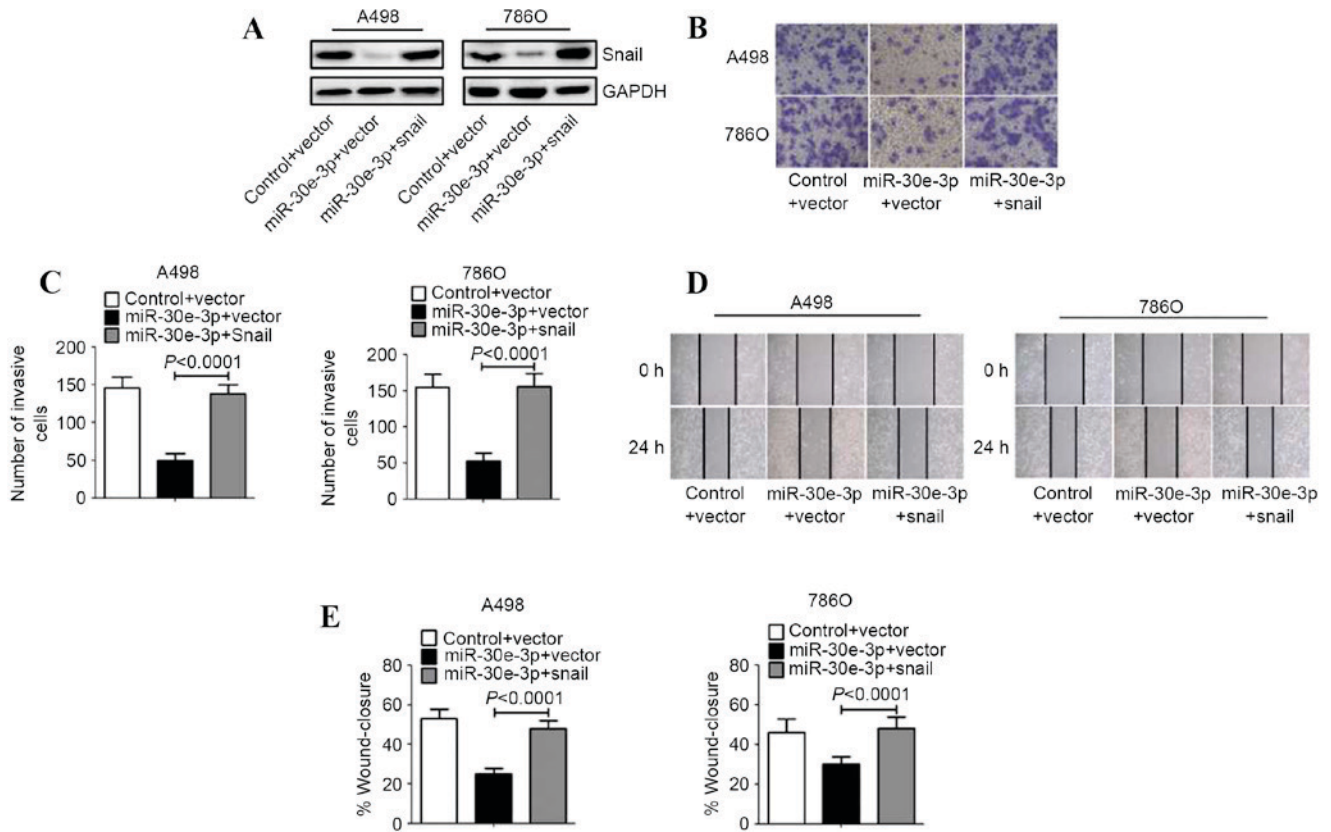 A
A498
786O
Snail
GAPDH
Control+vector
miR-30e-3p+vector
miR-30e-3p+snail
Control+vector
miR-30e-3p+vector
miR-30e-3p+snail
B
A498
786O
Control
+vector
miR-30e-3p
+vector
miR-30e-3p
+snail
C
A498
Control+vector
miR-30e-3p+vector
miR-30e-3p+Snail
P<0.0001
200
150
100
50
0
Number of invasive
cells
786O
Control+vector
miR-30e-3p+vector
miR-30e-3p+snail
P<0.0001
200
150
100
50
0
Number of invasive
cells
D
A498
786O
0 h
24 h
0 h
24 h
Control
+vector
miR-30e-3p
+vector
miR-30e-3p
+snail
Control
+vector
miR-30e-3p
+vector
miR-30e-3p
+snail
E
A498
Control+vector
miR-30e-3p+vector
miR-30e-3p+snail
P<0.0001
80
60
40
20
0
% Wound-closure
786O
Control+vector
miR-30e-3p+vector
miR-30e-3p+snail
P<0.0001
80
60
40
20
0
% Wound-closure